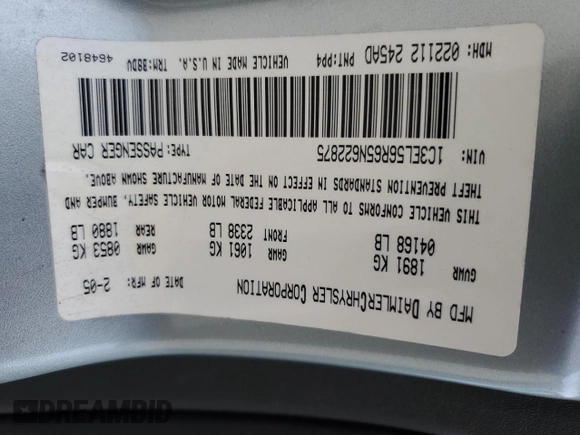 MFD BY DAIMLERCHRYSLER CORPORATION
DATE OF MFR: 2-05
GVWR
1891 KG
04168 LB
GAWR FRONT
1061 KG
2338 LB
GAWR REAR
0853 KG
1880 LB
THIS VEHICLE CONFORMS TO ALL APPLICABLE FEDERAL MOTOR VEHICLE SAFETY, BUMPER AND
THEFT PREVENTION STANDARDS IN EFFECT ON THE DATE OF MANUFACTURE SHOWN ABOVE.
VIN: 1C3EL56R65N622875 TYPE: PASSENGER CAR
MDH: 022112 245AD PNT: PP4 VEHICLE MADE IN U.S.A. TRM: B9DV 4648102
DREAMBID